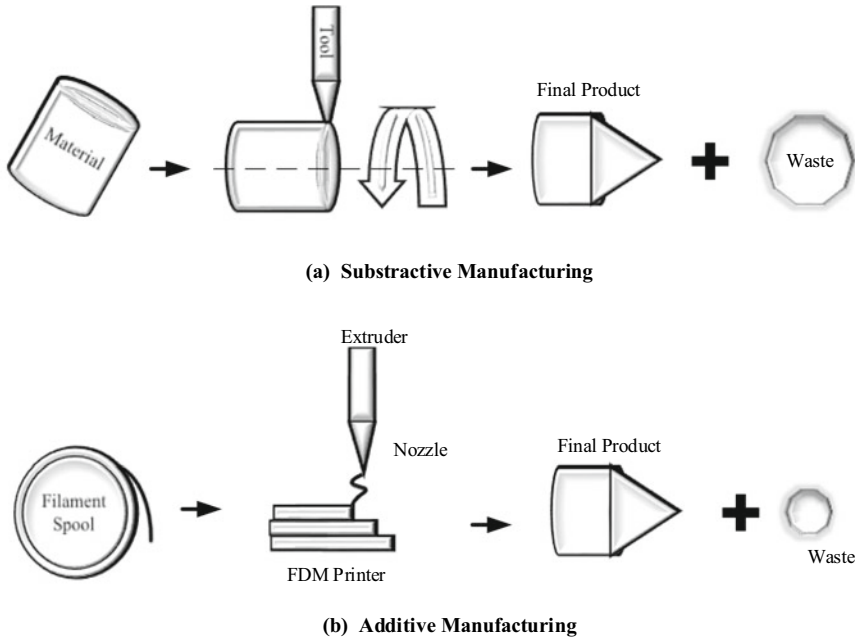 Tool
Material
Final Product
Waste
(a) Substractive Manufacturing
Extruder
Nozzle
Final Product
Filament
Spool
Waste
FDM Printer
(b) Additive Manufacturing